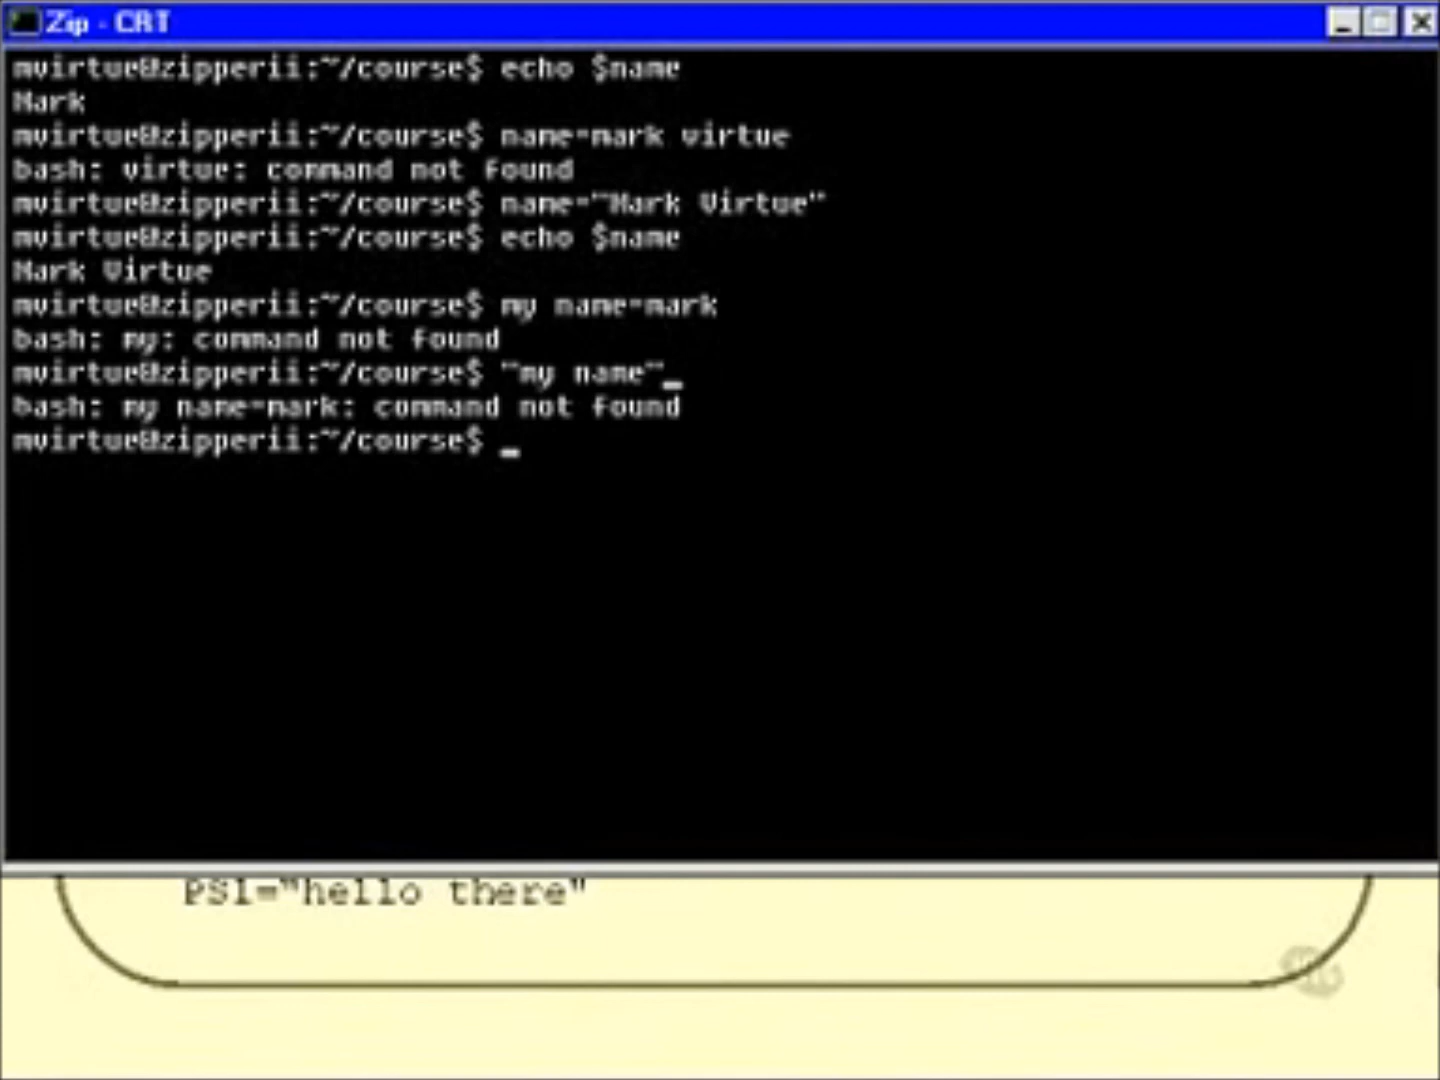 Zip - CRT
mvirtue@zipperii:~/course$ echo $name
Mark
mvirtue@zipperii:~/course$ name=mark virtue
bash: virtue: command not found
mvirtue@zipperii:~/course$ name="Mark Virtue"
mvirtue@zipperii:~/course$ echo $name
Mark Virtue
mvirtue@zipperii:~/course$ my name=mark
bash: my: command not found
mvirtue@zipperii:~/course$ "my name"_
bash: my name=mark: command not found
mvirtue@zipperii:~/course$ _
PS1="hello there"